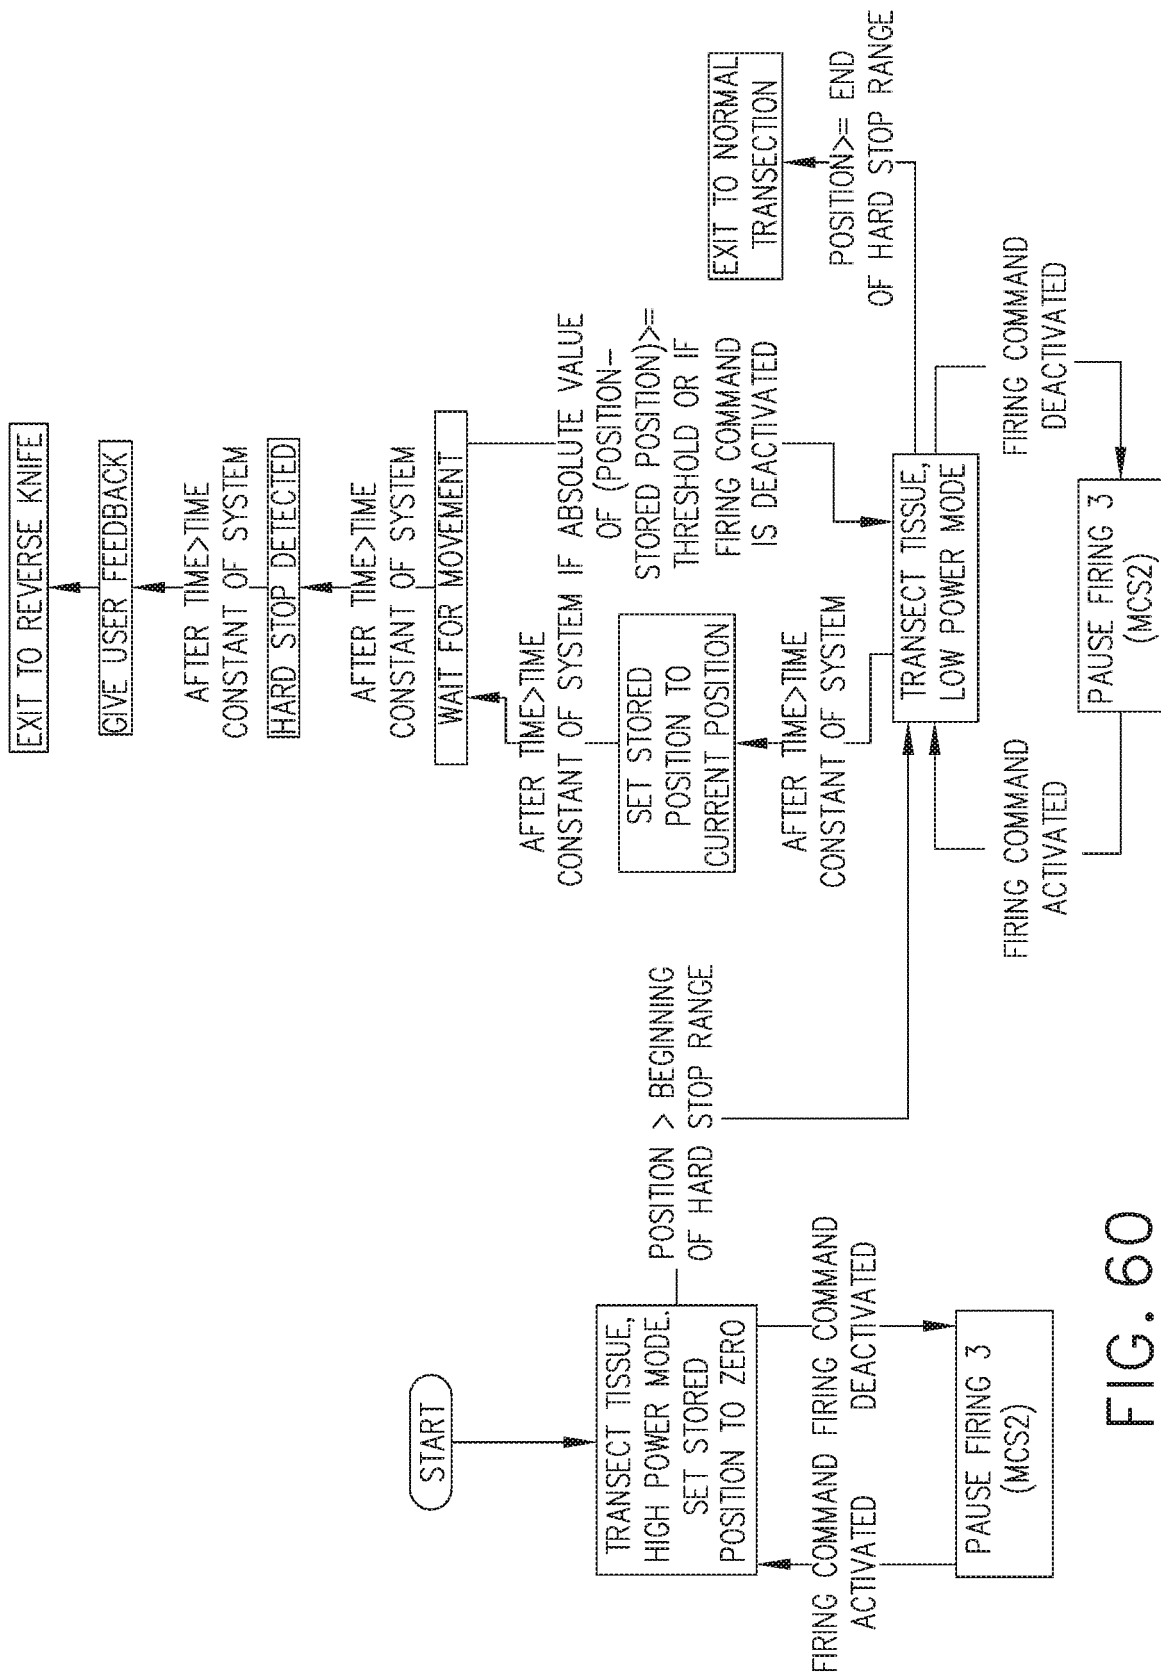 START
TRANSECT TISSUE,
HIGH POWER MODE.
SET STORED
POSITION TO ZERO
FIRING COMMAND
ACTIVATED
FIRING COMMAND
DEACTIVATED
PAUSE FIRING 3
(MCS2)
POSITION > BEGINNING
OF HARD STOP RANGE
EXIT TO REVERSE KNIFE
GIVE USER FEEDBACK
AFTER TIME>TIME
CONSTANT OF SYSTEM
HARD STOP DETECTED
AFTER TIME>TIME
CONSTANT OF SYSTEM
WAIT FOR MOVEMENT
AFTER TIME>TIME
CONSTANT OF SYSTEM
IF ABSOLUTE VALUE
OF (POSITION-
STORED POSITION)>=
THRESHOLD OR IF
FIRING COMMAND
IS DEACTIVATED
SET STORED
POSITION TO
CURRENT POSITION
AFTER TIME>TIME
CONSTANT OF SYSTEM
TRANSECT TISSUE,
LOW POWER MODE
EXIT TO NORMAL
TRANSECTION
POSITION>= END
OF HARD STOP RANGE
FIRING COMMAND
ACTIVATED
FIRING COMMAND
DEACTIVATED
PAUSE FIRING 3
(MCS2)
FIG. 60